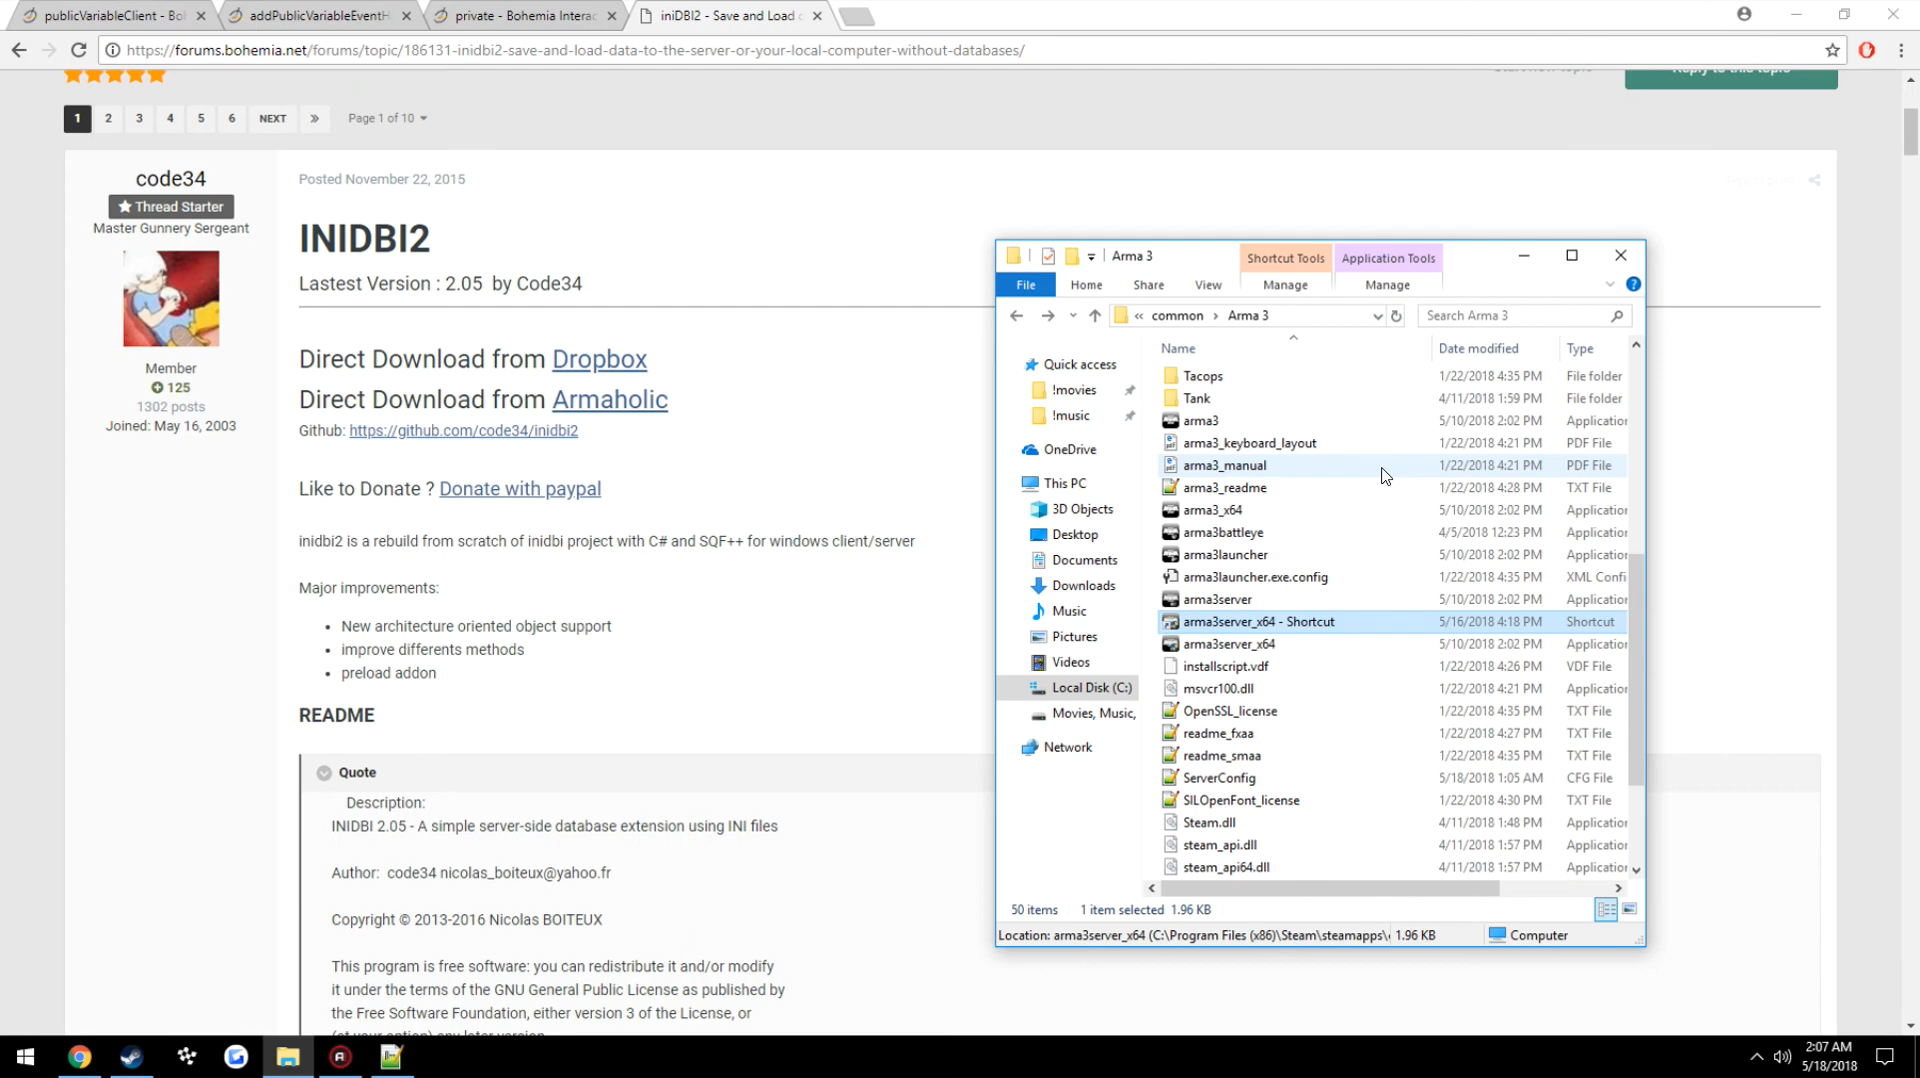 publicVariableClient - Bo
addPublicVariableEventH
private - Bohemia Interac
iniDBI2 - Save and Load
https://forums.bohemia.net/forums/topic/186131-inidbi2-save-and-load-data-to-the-server-or-your-local-computer-without-databases/
Reply to this topic
1 2 3 4 5 6 NEXT » Page 1 of 10
code34
Thread Starter
Master Gunnery Sergeant
Member
125
1302 posts
Joined: May 16, 2003
Posted November 22, 2015
INIDBI2
Lastest Version : 2.05 by Code34
Direct Download from Dropbox
Direct Download from Armaholic
Github: https://github.com/code34/inidbi2
Like to Donate ? Donate with paypal
inidbi2 is a rebuild from scratch of inidbi project with C# and SQF++ for windows client/server
Major improvements:
• New architecture oriented object support
• improve differents methods
• preload addon
README
Quote
Description:
INIDBI 2.05 - A simple server-side database extension using INI files
Author: code34 nicolas_boiteux@yahoo.fr
Copyright © 2013-2016 Nicolas BOITEUX
This program is free software: you can redistribute it and/or modify
it under the terms of the GNU General Public License as published by
the Free Software Foundation, either version 3 of the License, or
(at your option) any later version
Arma 3
Shortcut Tools
Application Tools
File Home Share View Manage Manage
« common › Arma 3
Search Arma 3
Quick access
!movies
!music
OneDrive
This PC
3D Objects
Desktop
Documents
Downloads
Music
Pictures
Videos
Local Disk (C:)
Movies, Music,
Network
Name Date modified Type
Tacops 1/22/2018 4:35 PM File folder
Tank 4/11/2018 1:59 PM File folder
arma3 5/10/2018 2:02 PM Application
arma3_keyboard_layout 1/22/2018 4:21 PM PDF File
arma3_manual 1/22/2018 4:21 PM PDF File
arma3_readme 1/22/2018 4:28 PM TXT File
arma3_x64 5/10/2018 2:02 PM Application
arma3battleye 4/5/2018 12:23 PM Application
arma3launcher 5/10/2018 2:02 PM Application
arma3launcher.exe.config 1/22/2018 4:35 PM XML Confi
arma3server 5/10/2018 2:02 PM Application
arma3server_x64 - Shortcut 5/16/2018 4:18 PM Shortcut
arma3server_x64 5/10/2018 2:02 PM Application
installscript.vdf 1/22/2018 4:26 PM VDF File
msvcr100.dll 1/22/2018 4:21 PM Application
OpenSSL_license 1/22/2018 4:35 PM TXT File
readme_fxaa 1/22/2018 4:27 PM TXT File
readme_smaa 1/22/2018 4:35 PM TXT File
ServerConfig 5/18/2018 1:05 AM CFG File
SILOpenFont_license 1/22/2018 4:30 PM TXT File
Steam.dll 4/11/2018 1:48 PM Application
steam_api.dll 4/11/2018 1:57 PM Application
steam_api64.dll 4/11/2018 1:57 PM Application
50 items 1 item selected 1.96 KB
Location: arma3server_x64 (C:\Program Files (x86)\Steam\steamapps\ 1.96 KB Computer
2:07 AM
5/18/2018